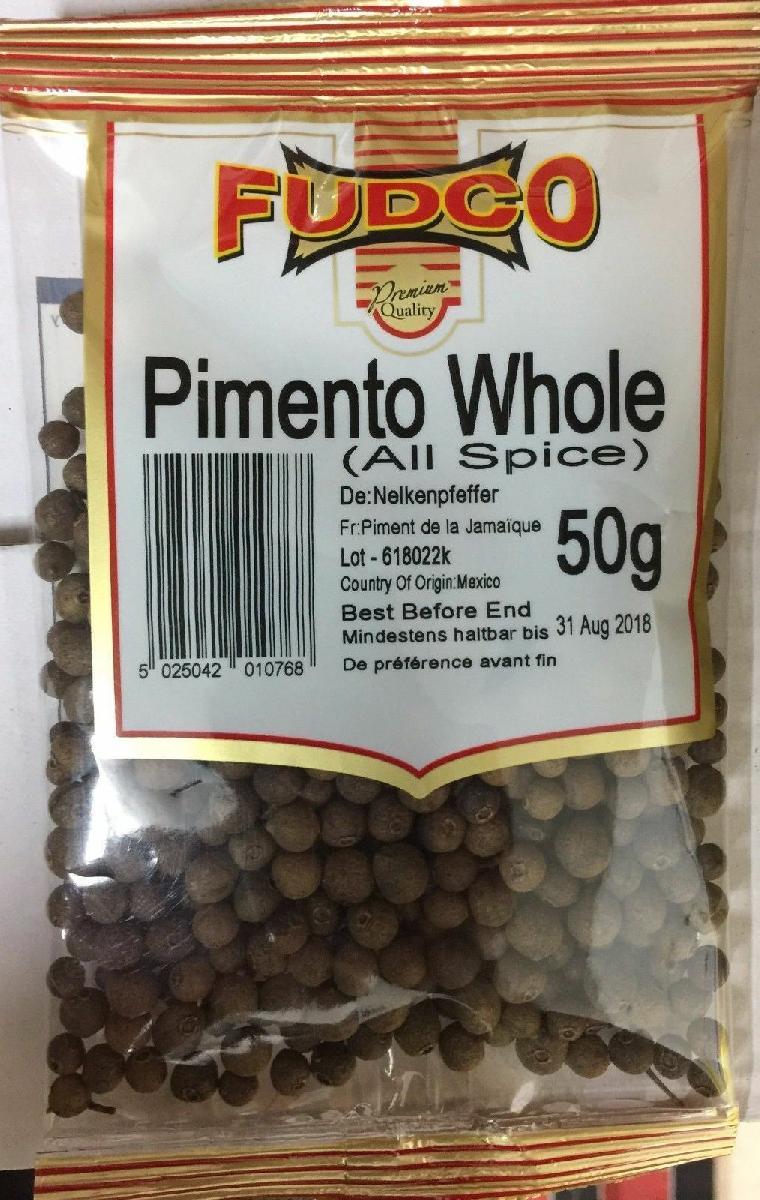 FUDCO
Premium
Quality
Pimento Whole
(All Spice)
De:Nelkenpfeffer
Fr:Piment de la Jamaïque
50g
Lot - 618022k
Country Of Origin:Mexico
Best Before End
Mindestens haltbar bis 31 Aug 2018
De préférence avant fin
5 025042 010768